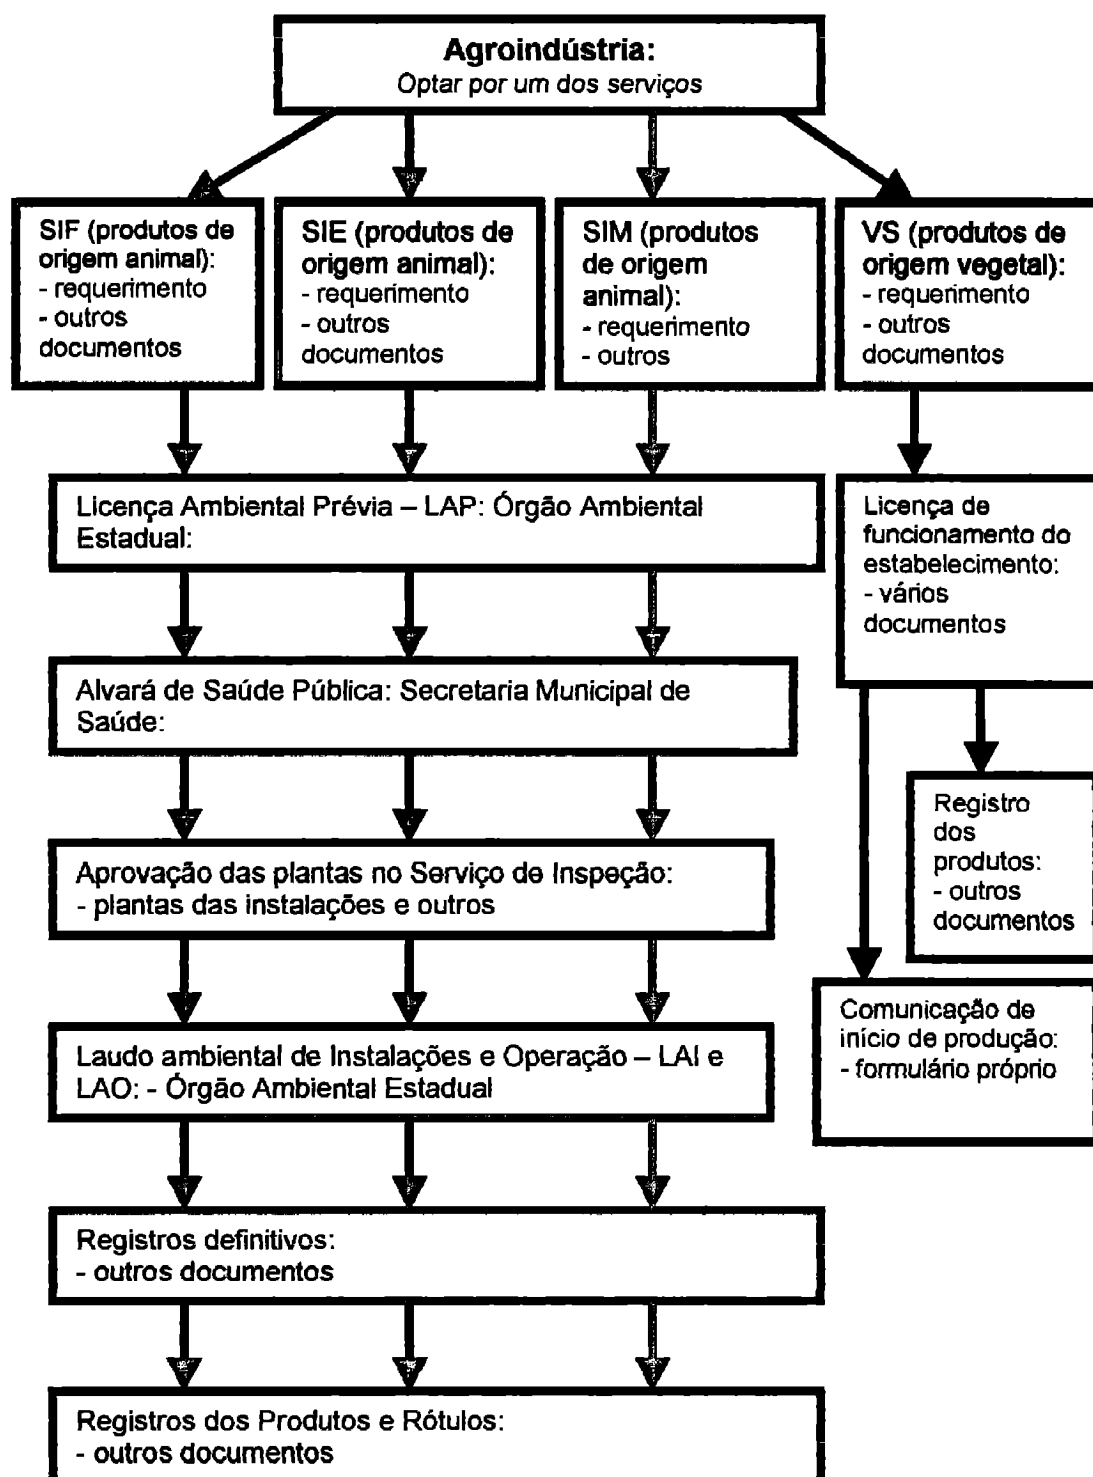 Agroindústria:
Optar por um dos serviços
SIF (produtos de
origem animal):
- requerimento
- outros
documentos
SIE (produtos de
origem animal):
- requerimento
- outros
documentos
SIM (produtos
de origem
animal):
- requerimento
- outros
VS (produtos de
origem vegetal):
- requerimento
- outros
documentos
Licença Ambiental Prévia – LAP: Órgão Ambiental
Estadual:
Licença de
funcionamento do
estabelecimento:
- vários
documentos
Alvará de Saúde Pública: Secretaria Municipal de
Saúde:
Registro
dos
produtos:
- outros
documentos
Aprovação das plantas no Serviço de Inspeção:
- plantas das instalações e outros
Comunicação de
início de produção:
- formulário próprio
Laudo ambiental de Instalações e Operação – LAI e
LAO: - Órgão Ambiental Estadual
Registros definitivos:
- outros documentos
Registros dos Produtos e Rótulos:
- outros documentos